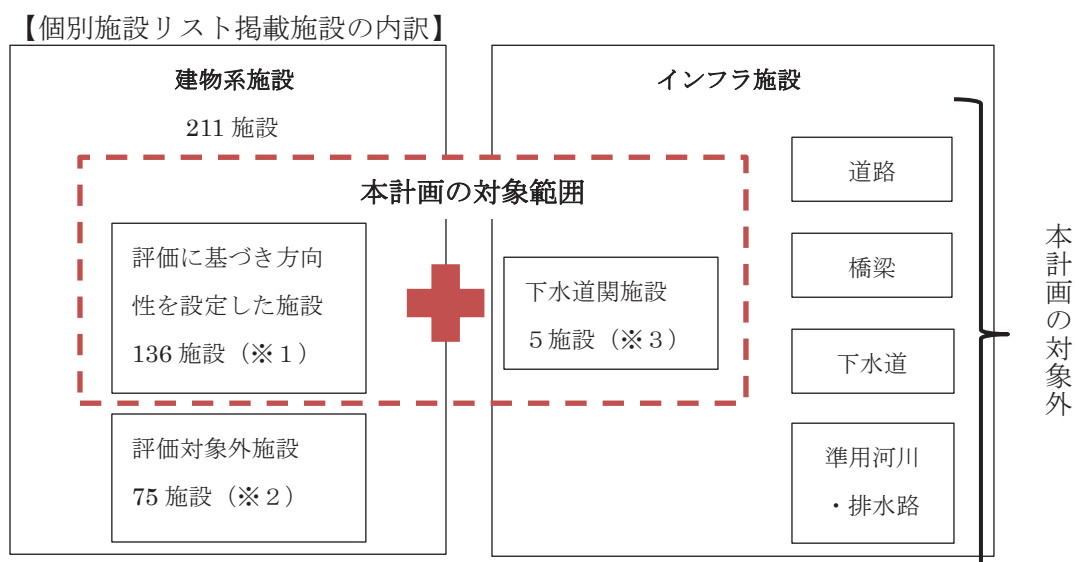 【個別施設リスト掲載施設の内訳】
建物系施設
211 施設
インフラ施設
本計画の対象範囲
評価に基づき方向
性を設定した施設
136 施設（※１）
下水道関施設
５施設（※３）
評価対象外施設
75 施設（※２）
道路
橋梁
下水道
準用河川
・排水路
本計画の対象外